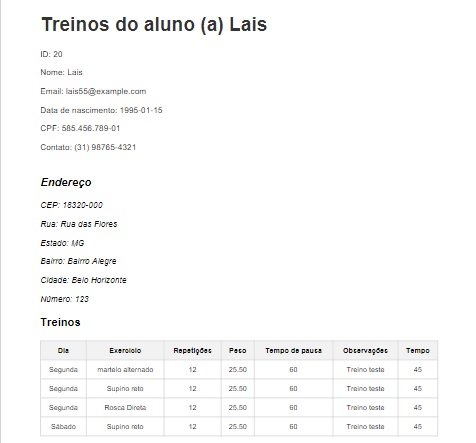 Treinos do aluno (a) Lais
ID: 20
Nome: Lais
Email: lais55@example.com
Data de nascimento: 1995-01-15
CPF: 585.456.789-01
Contato: (31) 98765-4321
Endereço
CEP: 18320-000
Rua: Rua das Flores
Estado: MG
Bairro: Bairro Alegre
Cidade: Belo Horizonte
Número: 123
Treinos
Dia Exercicio Repetições Peso Tempo de pausa Observações Tempo
Segunda martelo alternado 12 25.50 60 Treino teste 45
Segunda Supino reto 12 25.50 60 Treino teste 45
Segunda Rosca Direta 12 25.50 60 Treino teste 45
Sábado Supino reto 12 25.50 60 Treino teste 45